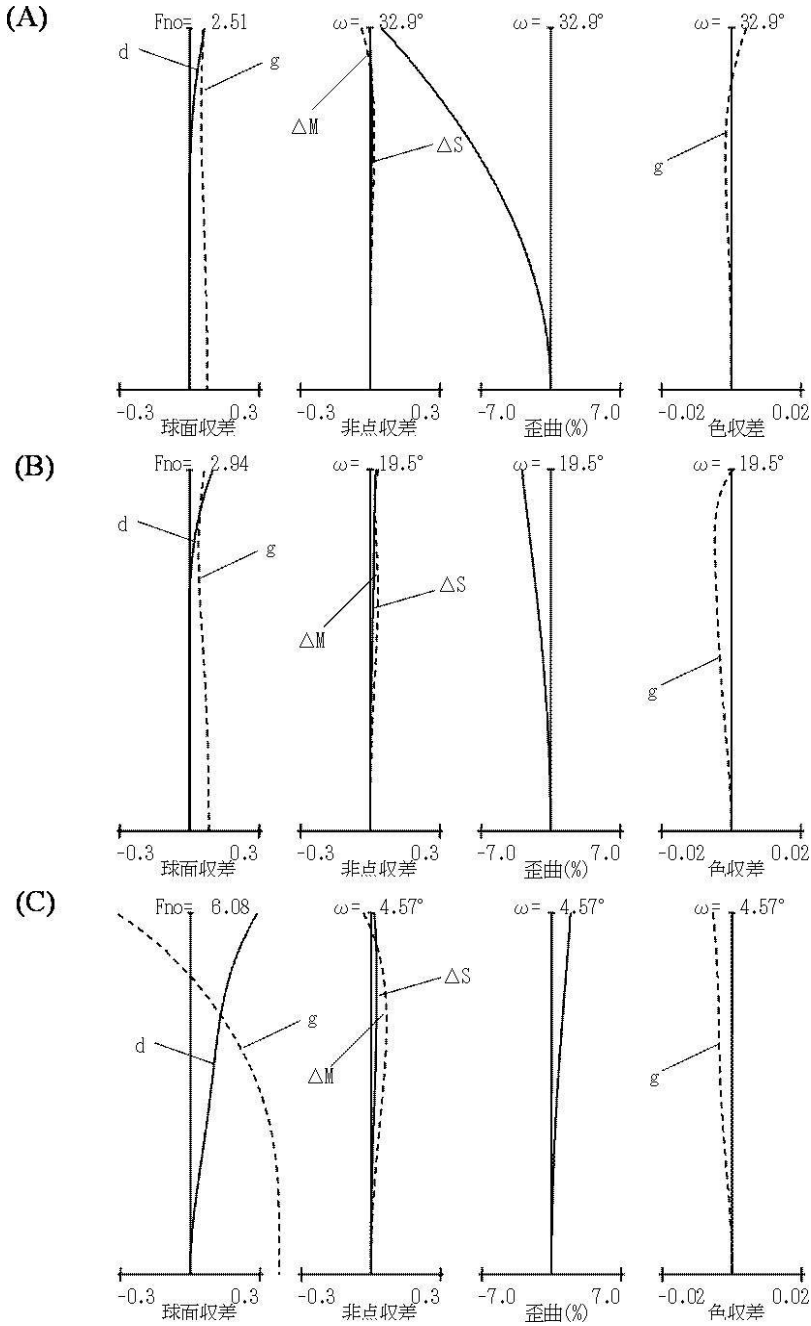 (A)
Fno= 2.51 ω= 32.9° ω= 32.9° ω= 32.9°
d g △M △S g
-0.3 0.3 -0.3 0.3 -7.0 7.0 -0.02 0.02
球面収差 非点収差 歪曲(%) 色収差
(B)
Fno= 2.94 ω= 19.5° ω= 19.5° ω= 19.5°
d g △M △S g
-0.3 0.3 -0.3 0.3 -7.0 7.0 -0.02 0.02
球面収差 非点収差 歪曲(%) 色収差
(C)
Fno= 6.08 ω= 4.57° ω= 4.57° ω= 4.57°
d g △M △S g
-0.3 0.3 -0.3 0.3 -7.0 7.0 -0.02 0.02
球面収差 非点収差 歪曲(%) 色収差